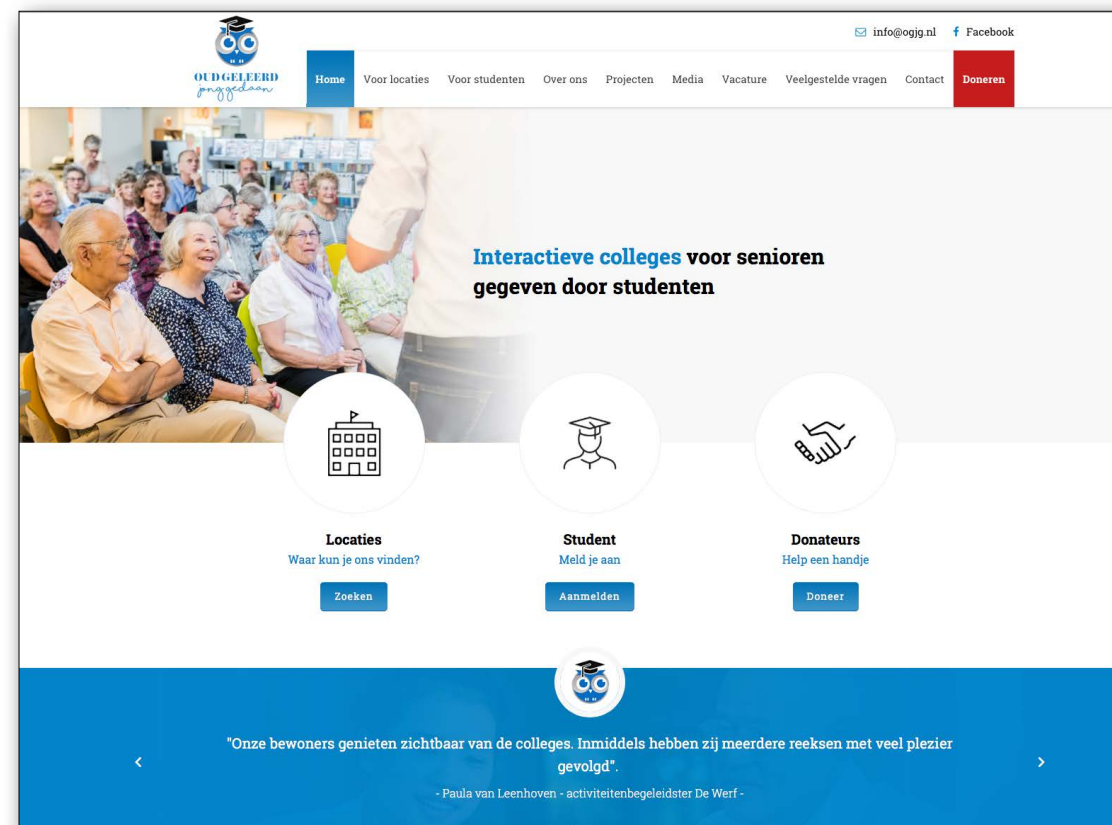 info@ogjg.nl Facebook
OUD GELEERD
jong gedaan
Home Voor locaties Voor studenten Over ons Projecten Media Vacature Veelgestelde vragen Contact Doneren
Interactieve colleges voor senioren
gegeven door studenten
Locaties
Waar kun je ons vinden?
Zoeken
Student
Meld je aan
Aanmelden
Donateurs
Help een handje
Doneer
"Onze bewoners genieten zichtbaar van de colleges. Inmiddels hebben zij meerdere reeksen met veel plezier
gevolgd".
- Paula van Leenhoven - activiteitenbegeleidster De Werf -